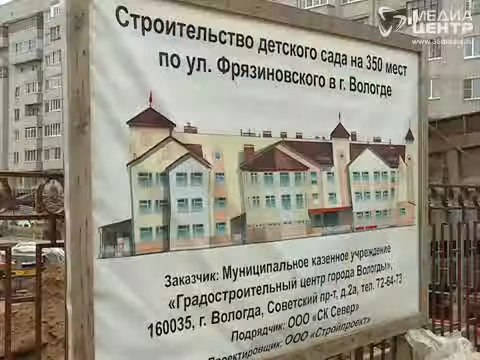 МЕДИА
ЦЕНТР
Строительство детского сада на 350 мест
по ул. Фрязиновского в г. Вологде
Заказчик: Муниципальное казенное учреждение
«Градостроительный центр города Вологды»,
160035, г. Вологда, Советский пр-т, д.2а, тел. 72-64-73
Подрядчик: ООО «СК Север»
Проектировщик: ООО «Стройпроект»